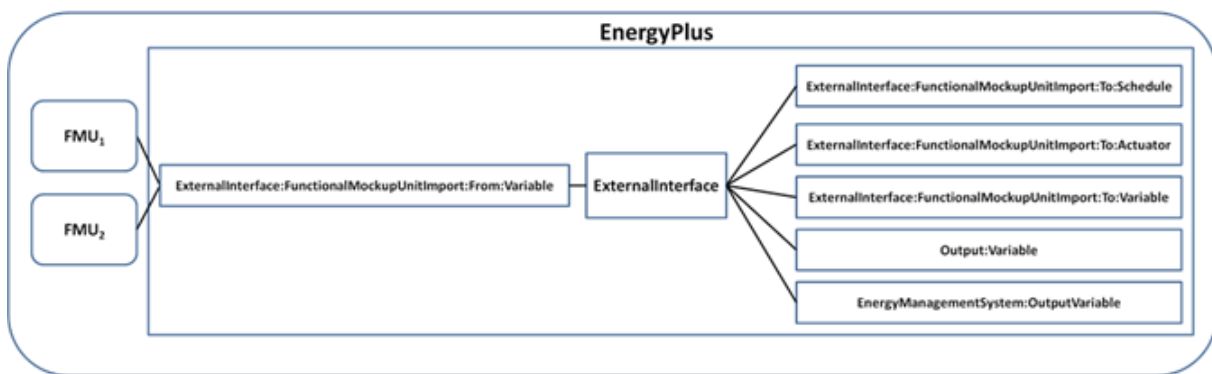 EnergyPlus
FMU₁
FMU₂
ExternalInterface:FunctionalMockupUnitImport:From:Variable
ExternalInterface
ExternalInterface:FunctionalMockupUnitImport:To:Schedule
ExternalInterface:FunctionalMockupUnitImport:To:Actuator
ExternalInterface:FunctionalMockupUnitImport:To:Variable
Output:Variable
EnergyManagementSystem:OutputVariable